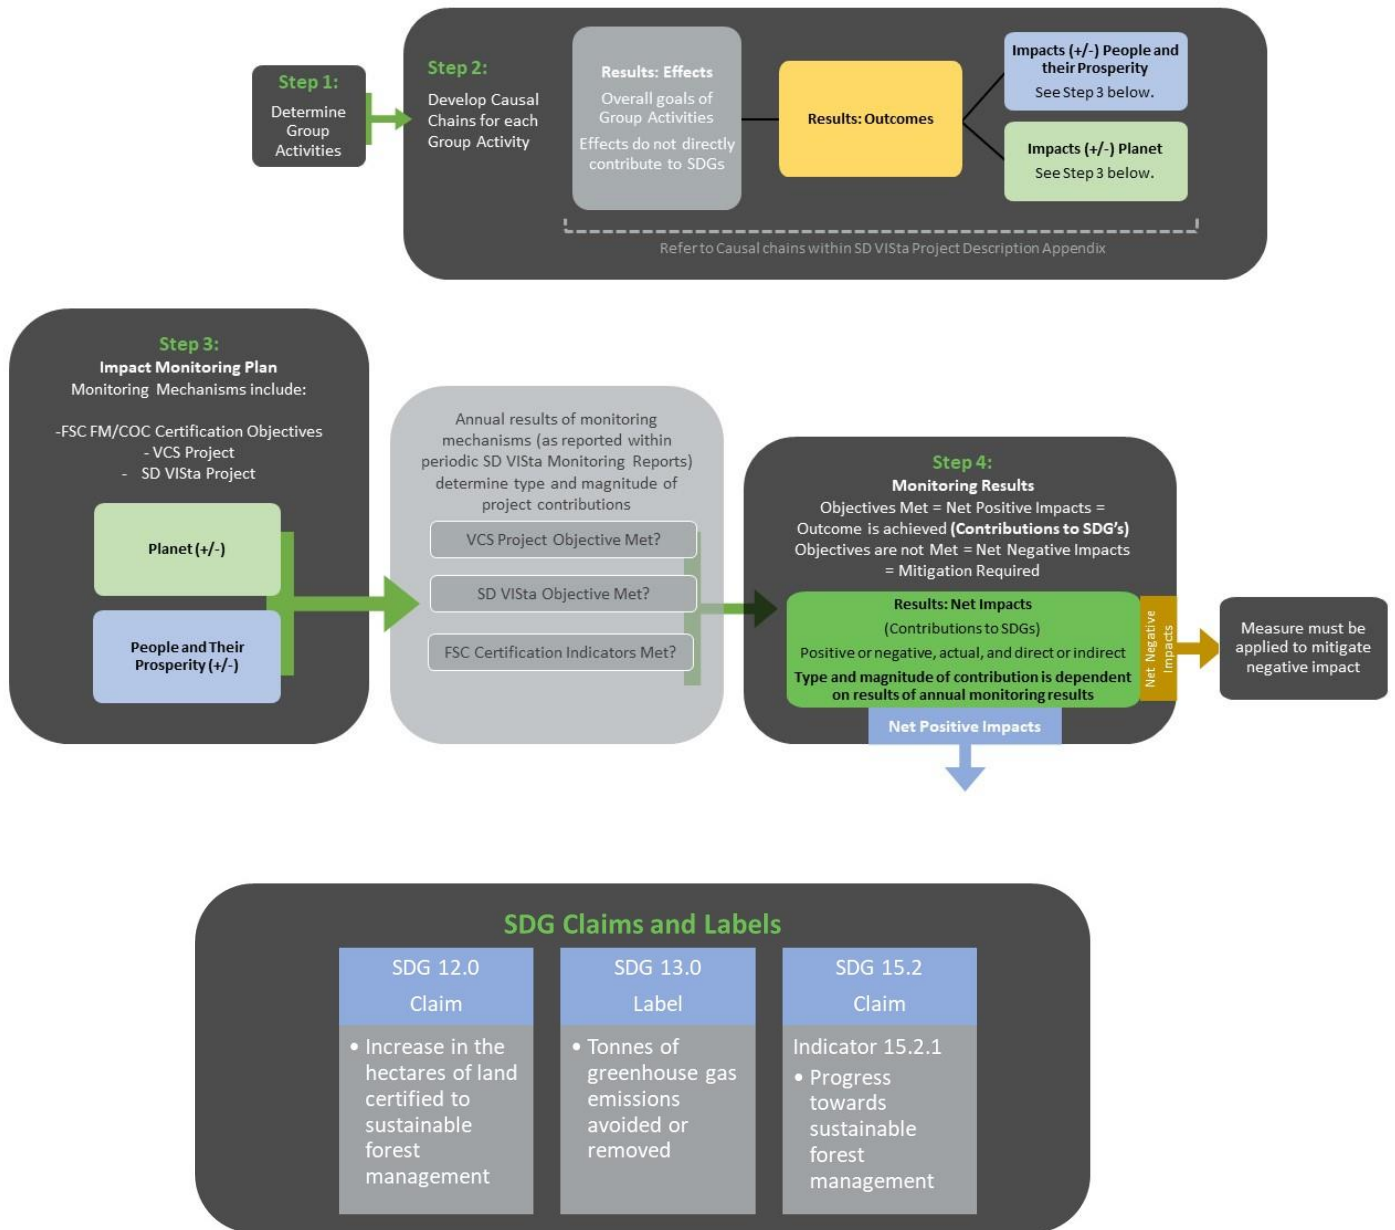 Step 1:
Determine
Group
Activities
Step 2:
Develop Causal
Chains for each
Group Activity
Results: Effects
Overall goals of
Group Activities
Effects do not directly
contribute to SDGs
Results: Outcomes
Impacts (+/-) People and
their Prosperity
See Step 3 below.
Impacts (+/-) Planet
See Step 3 below.
Refer to Causal chains within SD VISta Project Description Appendix
Step 3:
Impact Monitoring Plan
Monitoring Mechanisms include:
-FSC FM/COC Certification Objectives
- VCS Project
- SD VISta Project
Planet (+/-)
People and Their
Prosperity (+/-)
Annual results of monitoring
mechanisms (as reported within
periodic SD VISta Monitoring Reports)
determine type and magnitude of
project contributions
VCS Project Objective Met?
SD VISta Objective Met?
FSC Certification Indicators Met?
Step 4:
Monitoring Results
Objectives Met = Net Positive Impacts =
Outcome is achieved (Contributions to SDG's)
Objectives are not Met = Net Negative Impacts
= Mitigation Required
Results: Net Impacts
(Contributions to SDGs)
Positive or negative, actual, and direct or indirect
Type and magnitude of contribution is dependent
on results of annual monitoring results
Net Negative
Impacts
Measure must be
applied to mitigate
negative impact
Net Positive Impacts
SDG Claims and Labels
SDG 12.0
Claim
• Increase in the
hectares of land
certified to
sustainable
forest
management
SDG 13.0
Label
• Tonnes of
greenhouse gas
emissions
avoided or
removed
SDG 15.2
Claim
Indicator 15.2.1
• Progress
towards
sustainable
forest
management